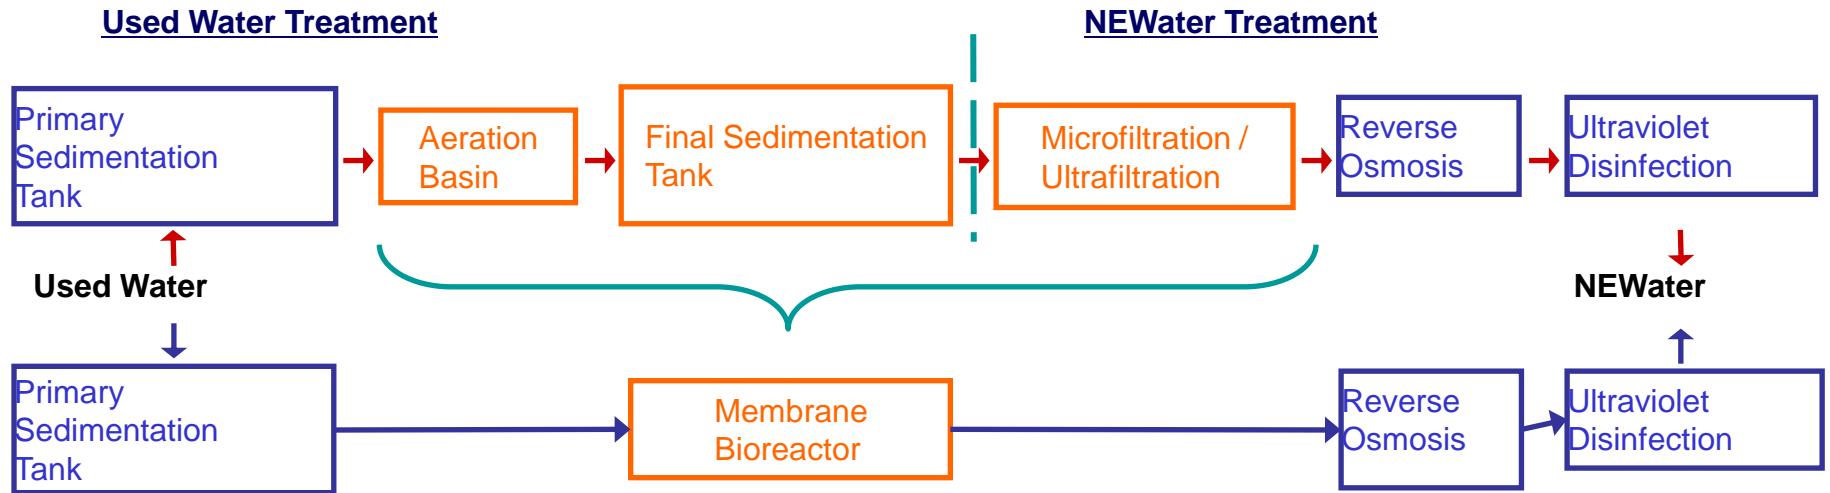 Used Water Treatment
NEWater Treatment
Primary
Sedimentation
Tank
Aeration
Basin
Final Sedimentation
Tank
Microfiltration /
Ultrafiltration
Reverse
Osmosis
Ultraviolet
Disinfection
Used Water
NEWater
Primary
Sedimentation
Tank
Membrane
Bioreactor
Reverse
Osmosis
Ultraviolet
Disinfection